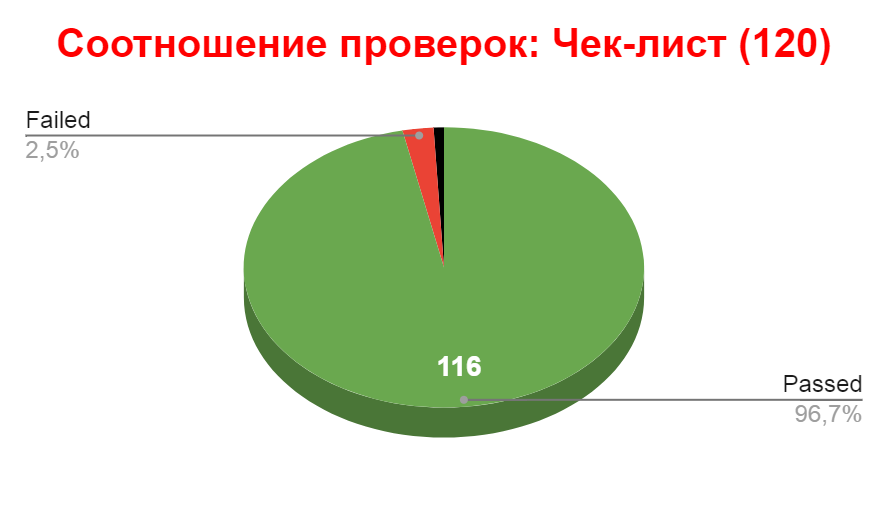 Соотношение проверок: Чек-лист (120)
Failed
2,5%
116
Passed
96,7%